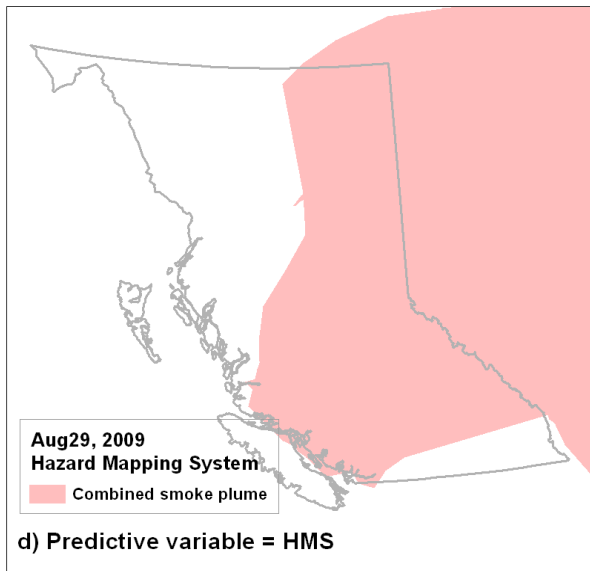 Aug29, 2009
Hazard Mapping System
Combined smoke plume
d) Predictive variable = HMS